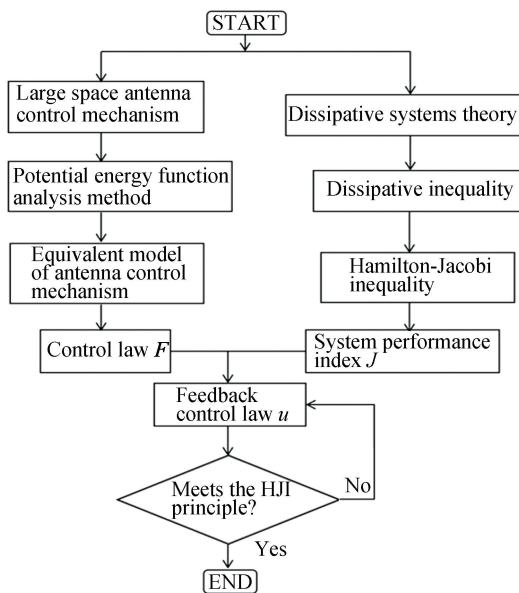 START
Large space antenna
control mechanism
Potential energy function
analysis method
Equivalent model
of antenna control
mechanism
Control law F
Dissipative systems theory
Dissipative inequality
Hamilton-Jacobi
inequality
System performance
index J
Feedback
control law u
Meets the HJI
principle?
No
Yes
END